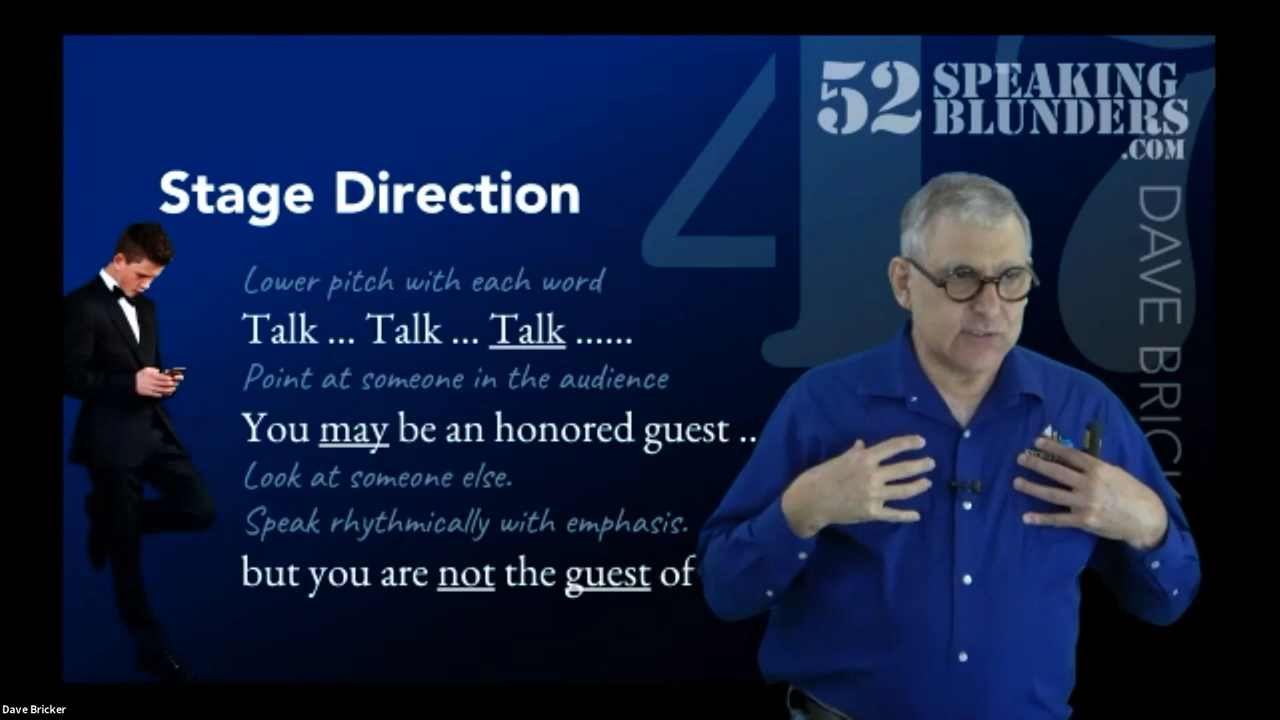 47
52 SPEAKING
BLUNDERS
.COM
DAVE BRICK
Stage Direction
Lower pitch with each word
Talk ... Talk ... Talk ......
Point at someone in the audience
You may be an honored guest ..
Look at someone else.
Speak rhythmically with emphasis.
but you are not the guest of
Dave Bricker